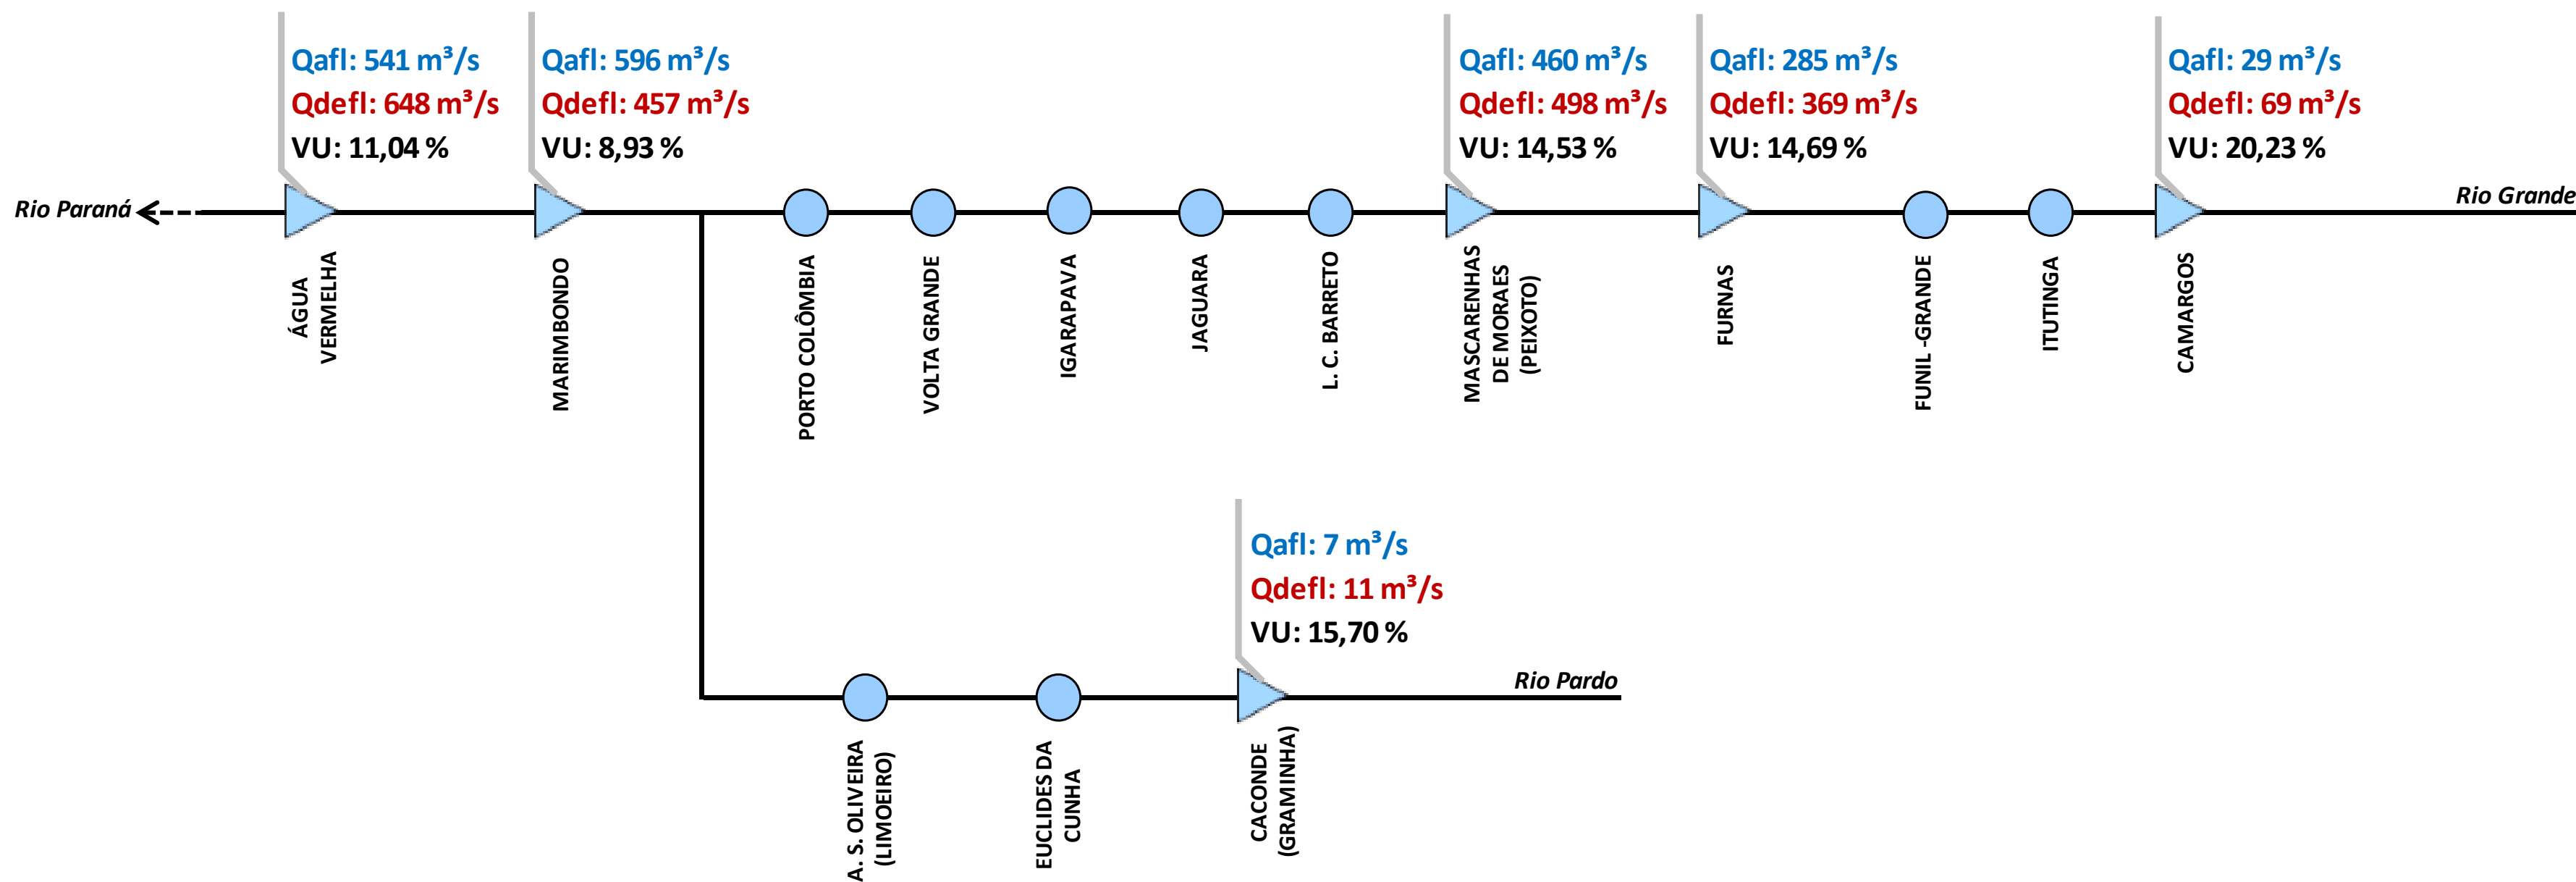 Qafl: 541 m³/s
Qdefl: 648 m³/s
VU: 11,04 %
Qafl: 596 m³/s
Qdefl: 457 m³/s
VU: 8,93 %
Qafl: 460 m³/s
Qdefl: 498 m³/s
VU: 14,53 %
Qafl: 285 m³/s
Qdefl: 369 m³/s
VU: 14,69 %
Qafl: 29 m³/s
Qdefl: 69 m³/s
VU: 20,23 %
Rio Paraná
Rio Grande
ÁGUA
VERMELHA
MARIMBONDO
PORTO COLÔMBIA
VOLTA GRANDE
IGARAPAVA
JAGUARA
L. C. BARRETO
MASCARENHAS
DE MORAES
(PEIXOTO)
FURNAS
FUNIL -GRANDE
ITUTINGA
CAMARGOS
Qafl: 7 m³/s
Qdefl: 11 m³/s
VU: 15,70 %
Rio Pardo
A. S. OLIVEIRA
(LIMOEIRO)
EUCLIDES DA
CUNHA
CACONDE
(GRAMINHA)